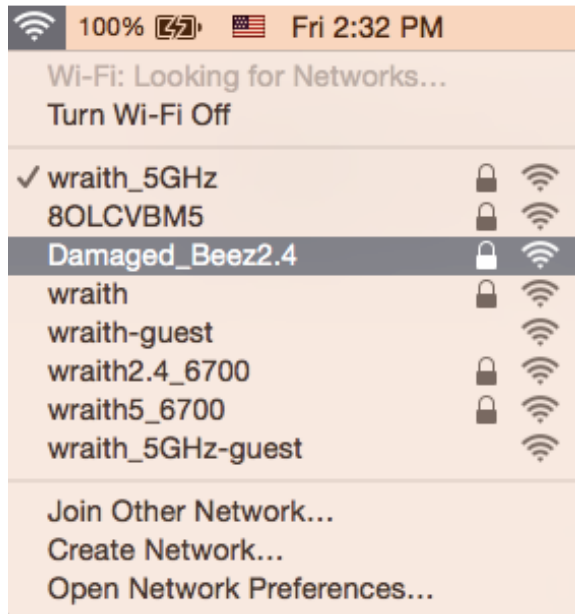 100% Fri 2:32 PM
Wi-Fi: Looking for Networks…
Turn Wi-Fi Off
wraith_5GHz
8OLCVBM5
Damaged_Beez2.4
wraith
wraith-guest
wraith2.4_6700
wraith5_6700
wraith_5GHz-guest
Join Other Network…
Create Network…
Open Network Preferences…